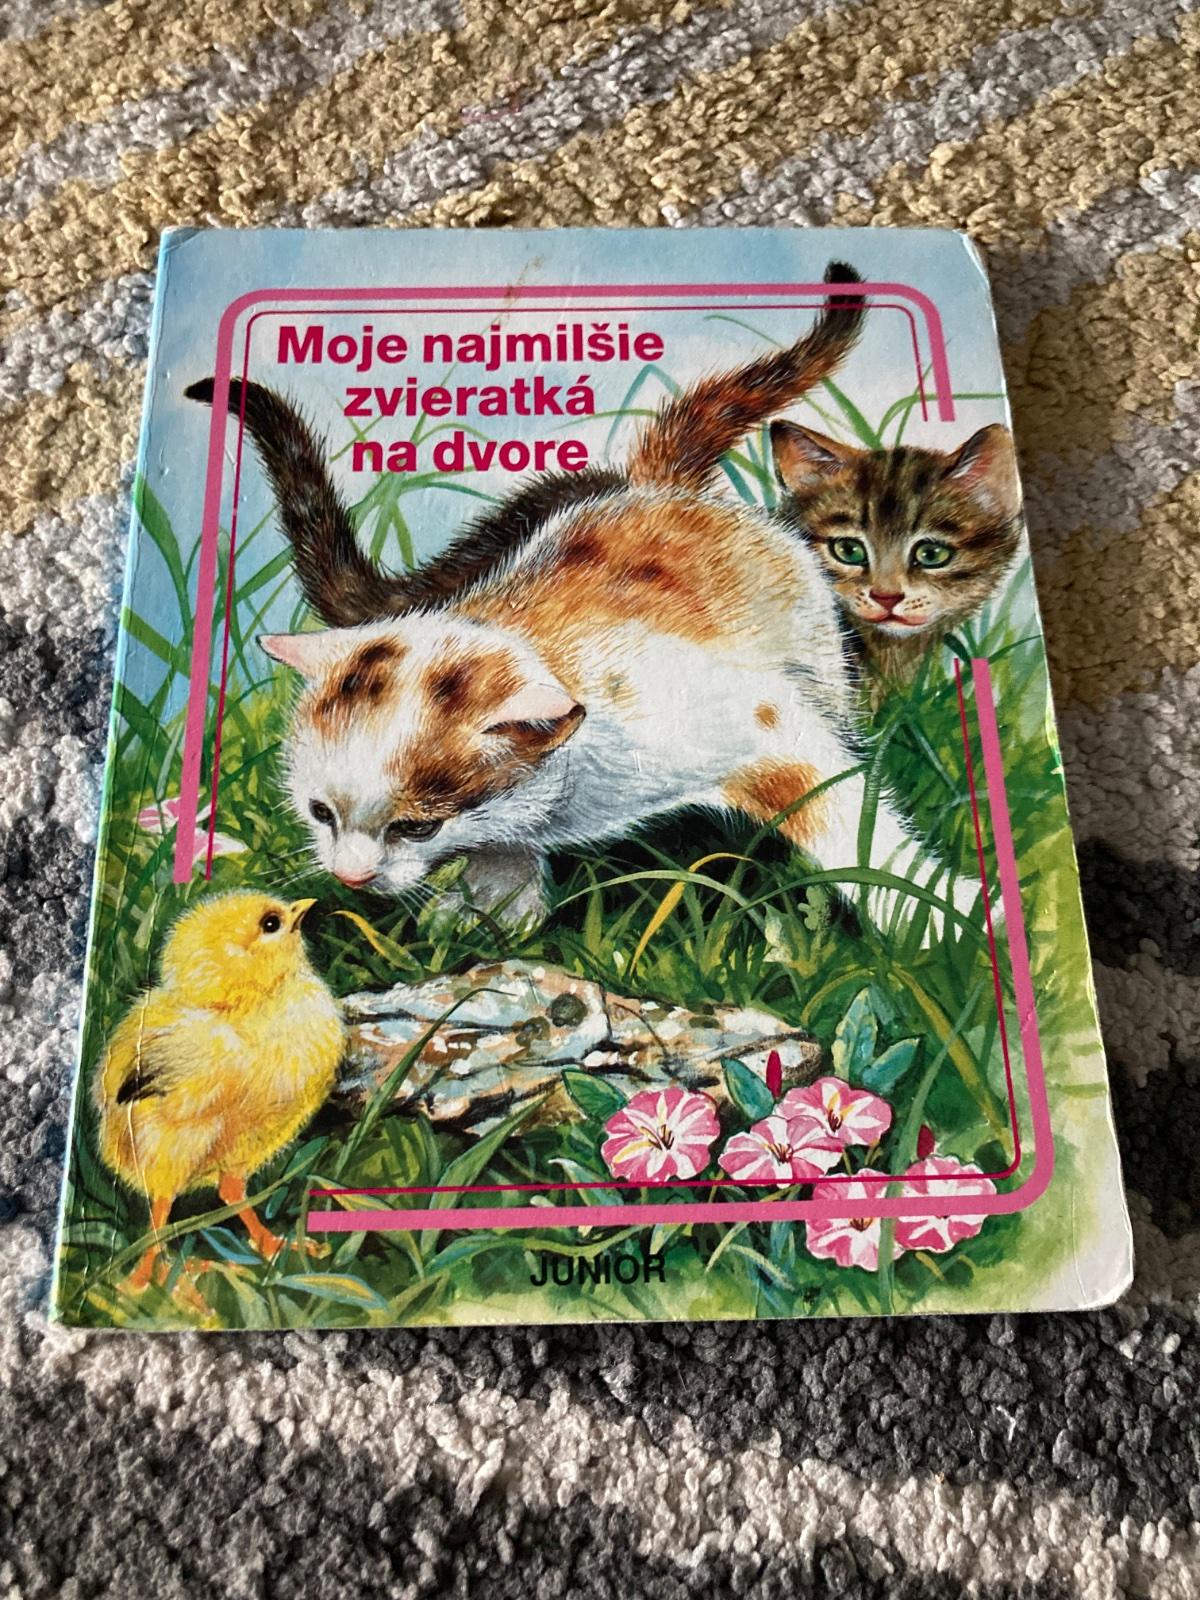 Moje najmilšie
zvieratká
na dvore
JUNIOR